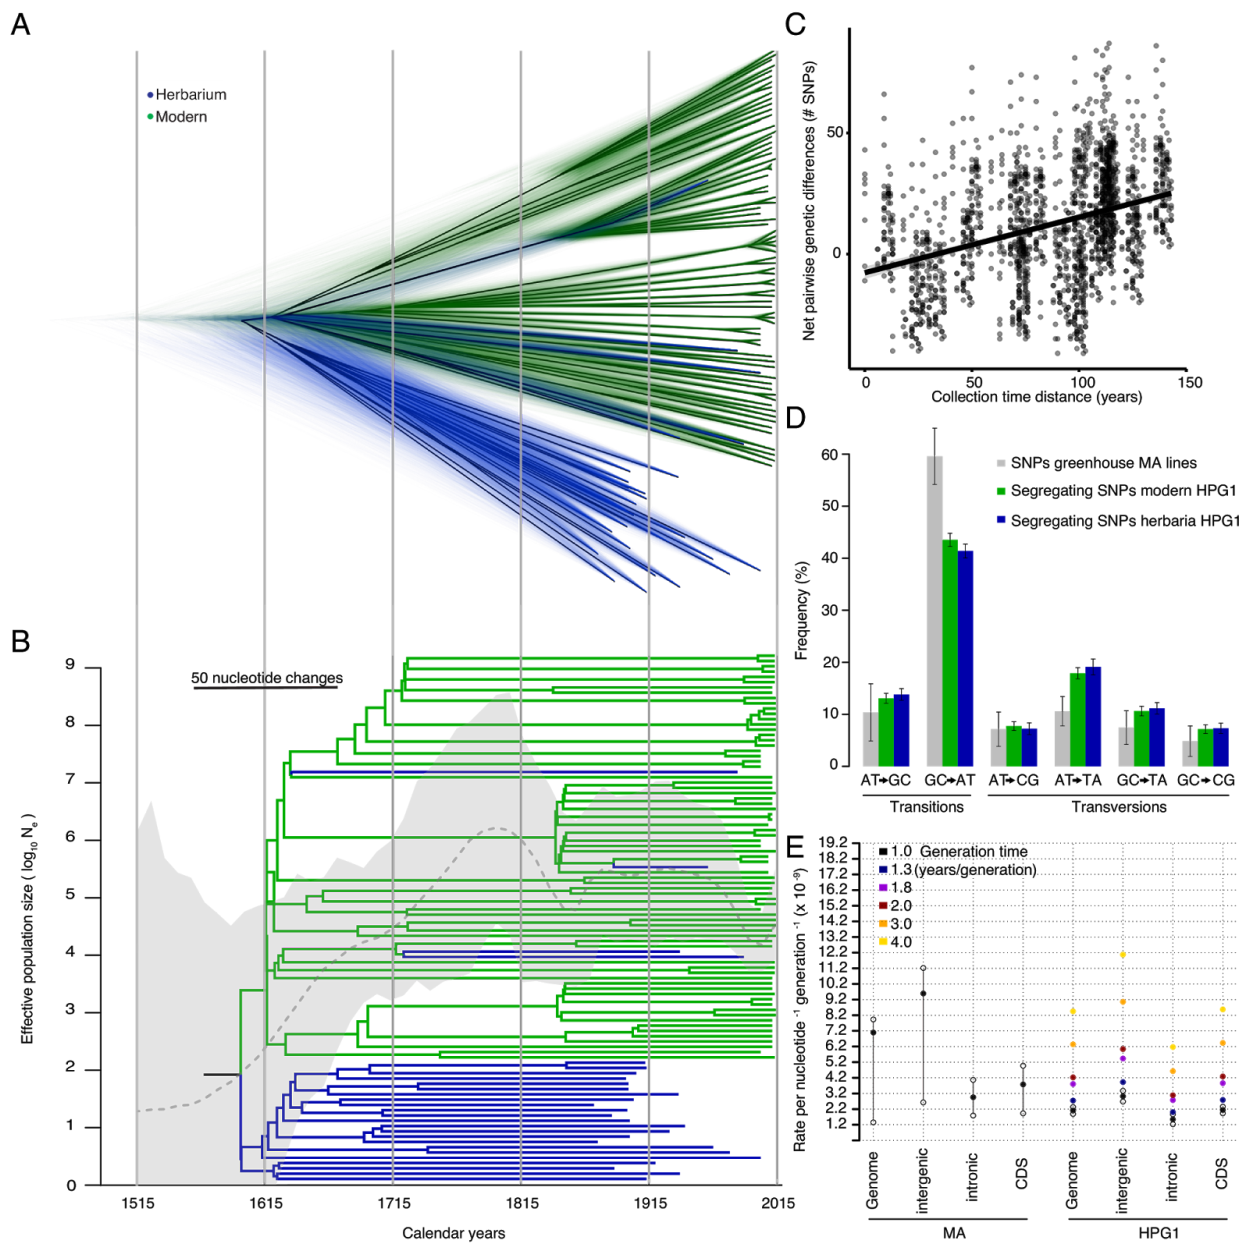 A
Herbarium
Modern
B
50 nucleotide changes
Effective population size ( log10 Ne )
9
8
7
6
5
4
3
2
1
0
1515
1615
1715
1815
1915
2015
Calendar years
C
Net pairwise genetic differences (# SNPs)
50
0
0
50
100
150
Collection time distance (years)
D
SNPs greenhouse MA lines
Segregating SNPs modern HPG1
Segregating SNPs herbaria HPG1
Frequency (%)
60
50
40
30
20
10
0
AT➔GC GC➔AT AT➔CG AT➔TA GC➔TA GC➔CG
Transitions
Transversions
E
Rate per nucleotide -1 generation -1 (x 10 -9)
19.2
18.2
17.2
16.2
15.2
14.2
13.2
12.2
11.2
10.2
9.2
8.2
7.2
6.2
5.2
4.2
3.2
2.2
1.2
1.0 Generation time
1.3 (years/generation)
1.8
2.0
3.0
4.0
Genome
intergenic
intronic
CDS
Genome
intergenic
intronic
CDS
MA
HPG1